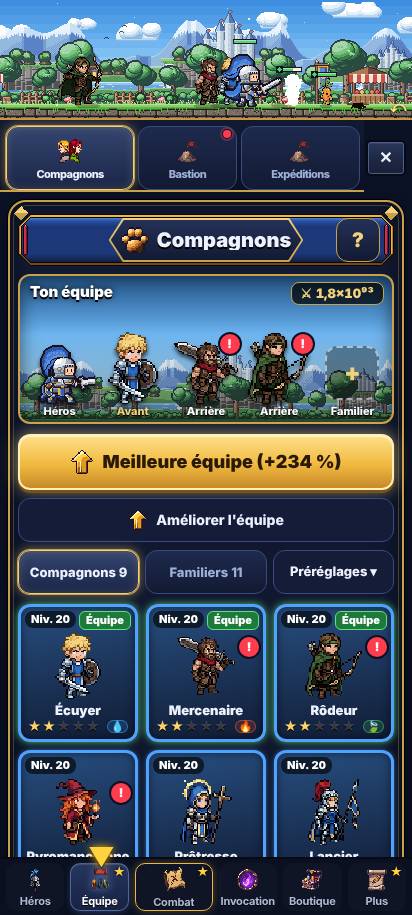 Compagnons
Bastion
Expéditions
×
Compagnons
?
Ton équipe
1,8×10⁹³
!
!
+
Héros
Avant
Arrière
Arrière
Familier
Meilleure équipe (+234 %)
Améliorer l'équipe
Compagnons 9
Familiers 11
Préréglages ▾
Niv. 20
Équipe
Niv. 20
Équipe
!
Niv. 20
Équipe
!
Écuyer
Mercenaire
Rôdeur
Niv. 20
!
Niv. 20
Niv. 20
Prêtresse
Lancier
Héros
Équipe
Combat
Invocation
Boutique
Plus